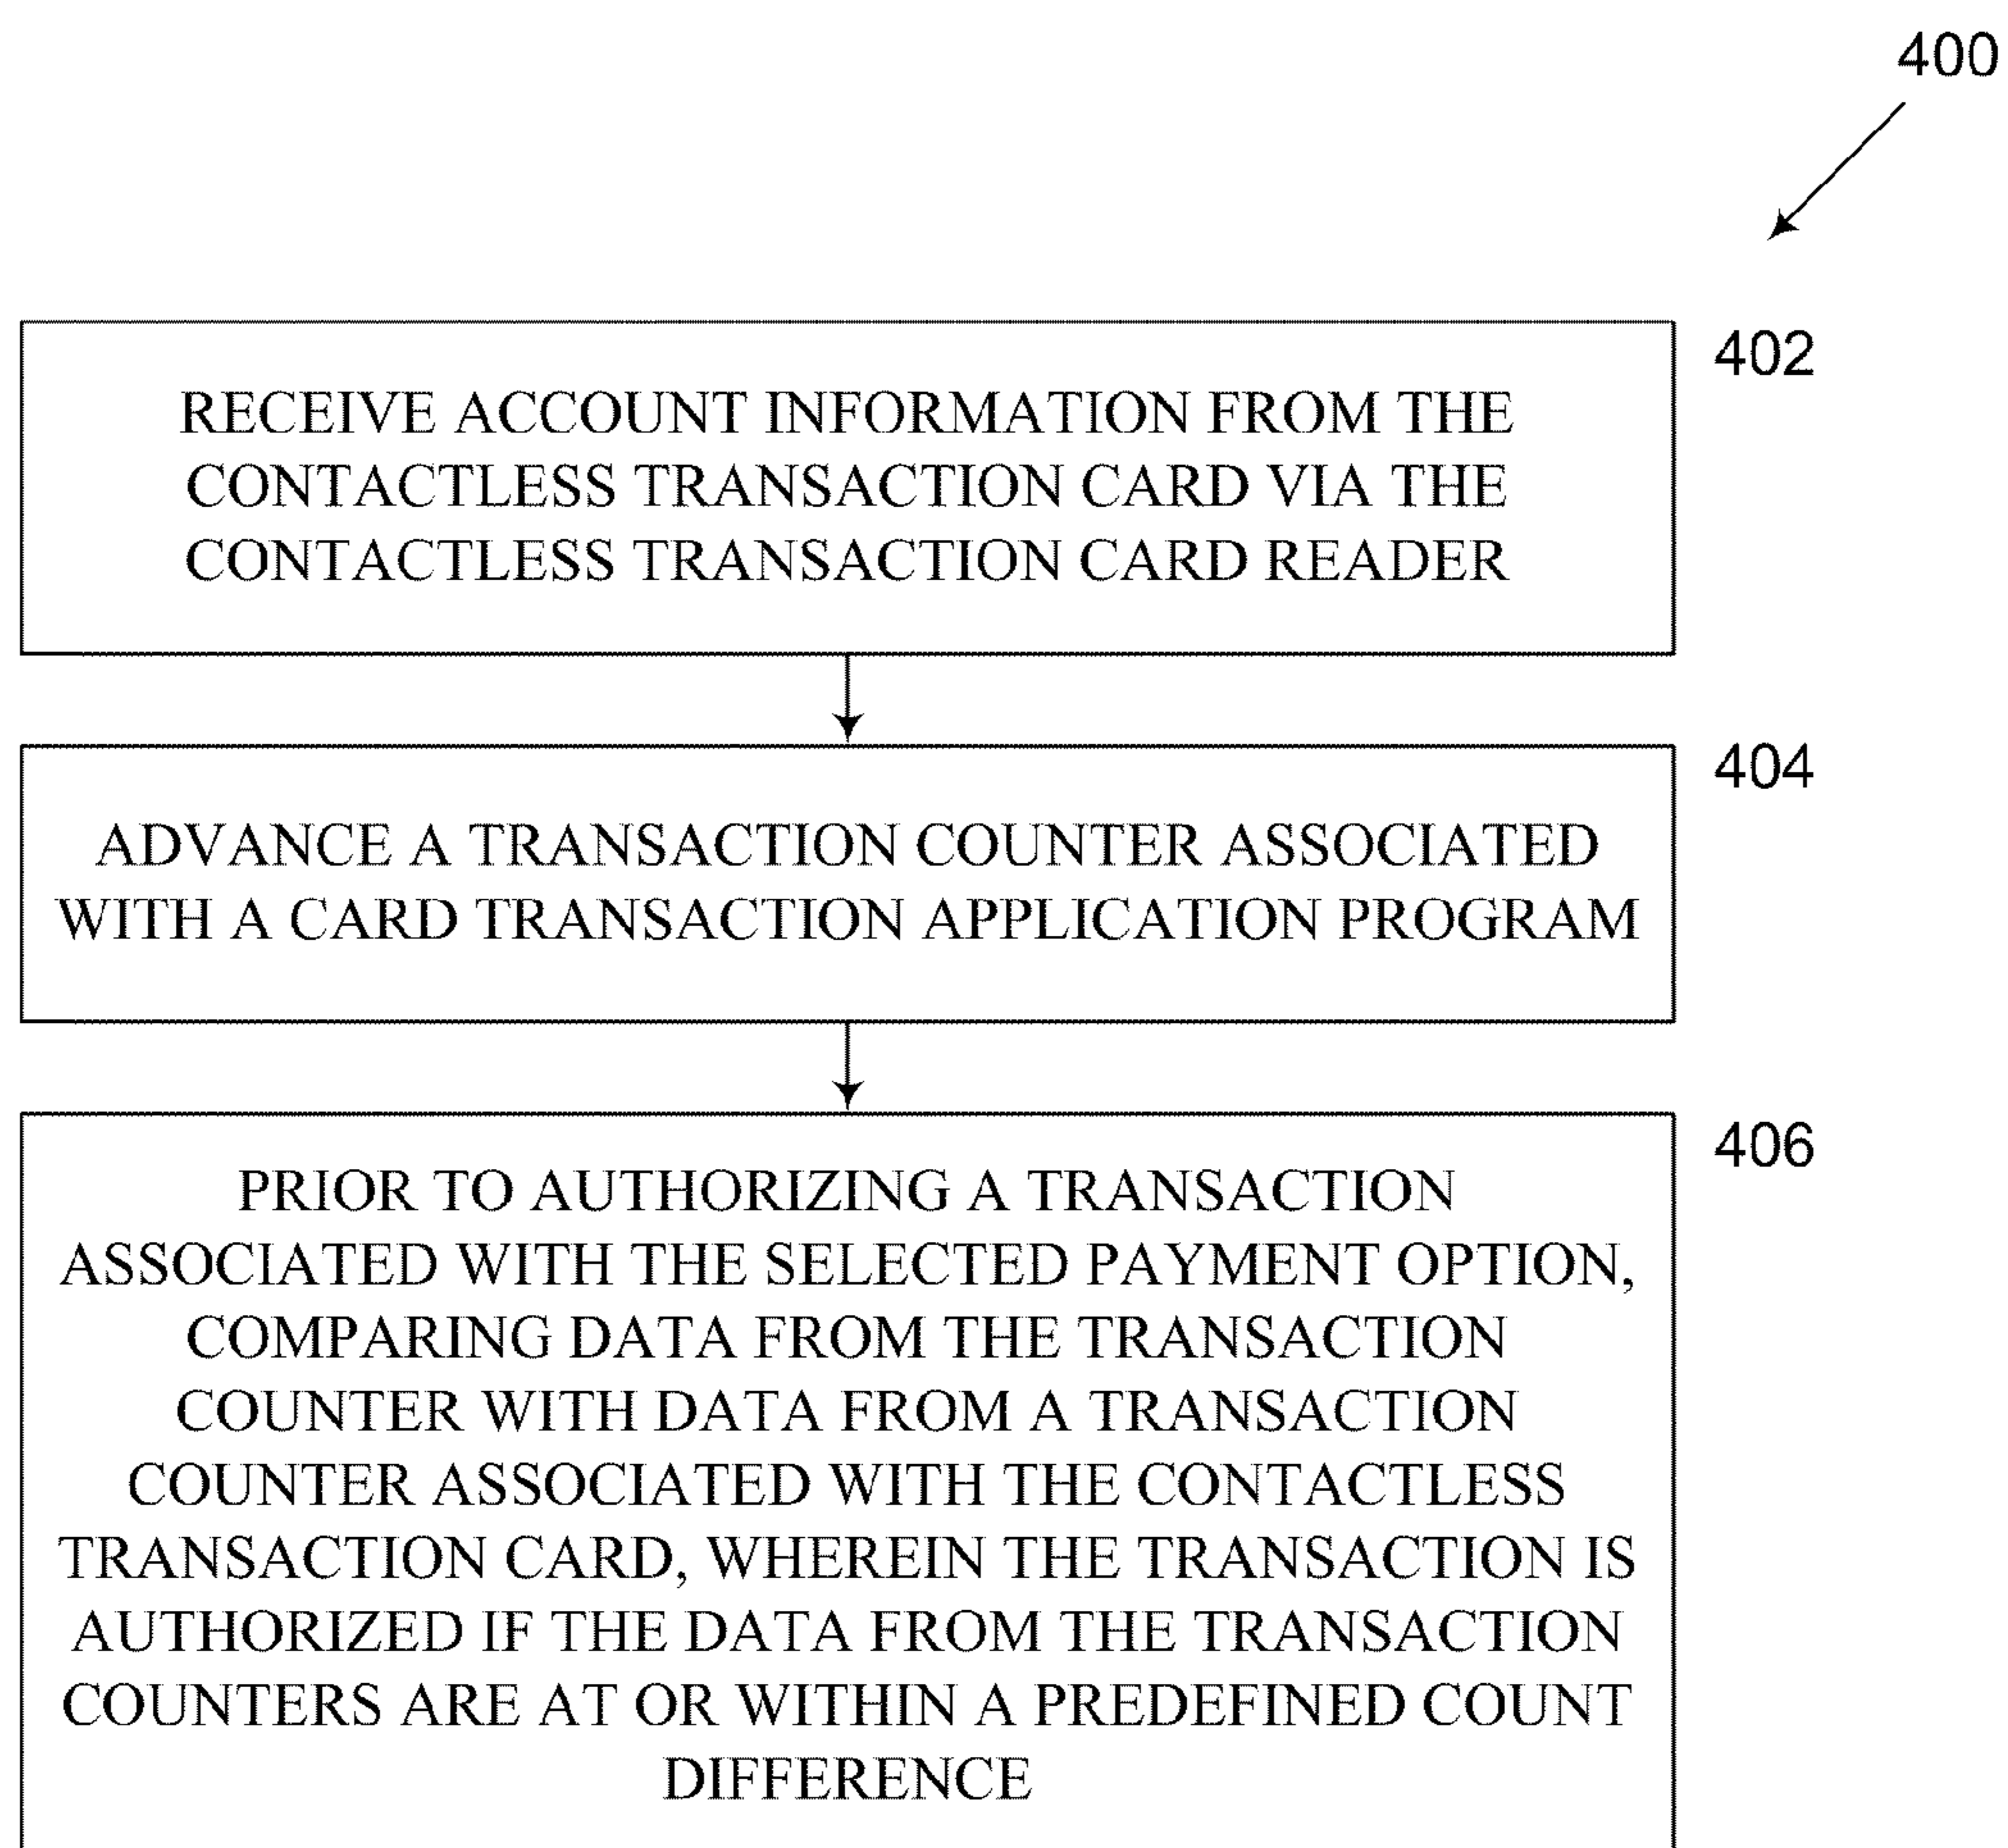 400
402
RECEIVE ACCOUNT INFORMATION FROM THE
CONTACTLESS TRANSACTION CARD VIA THE
CONTACTLESS TRANSACTION CARD READER
404
ADVANCE A TRANSACTION COUNTER ASSOCIATED
WITH A CARD TRANSACTION APPLICATION PROGRAM
406
PRIOR TO AUTHORIZING A TRANSACTION
ASSOCIATED WITH THE SELECTED PAYMENT OPTION,
COMPARING DATA FROM THE TRANSACTION
COUNTER WITH DATA FROM A TRANSACTION
COUNTER ASSOCIATED WITH THE CONTACTLESS
TRANSACTION CARD, WHEREIN THE TRANSACTION IS
AUTHORIZED IF THE DATA FROM THE TRANSACTION
COUNTERS ARE AT OR WITHIN A PREDEFINED COUNT
DIFFERENCE